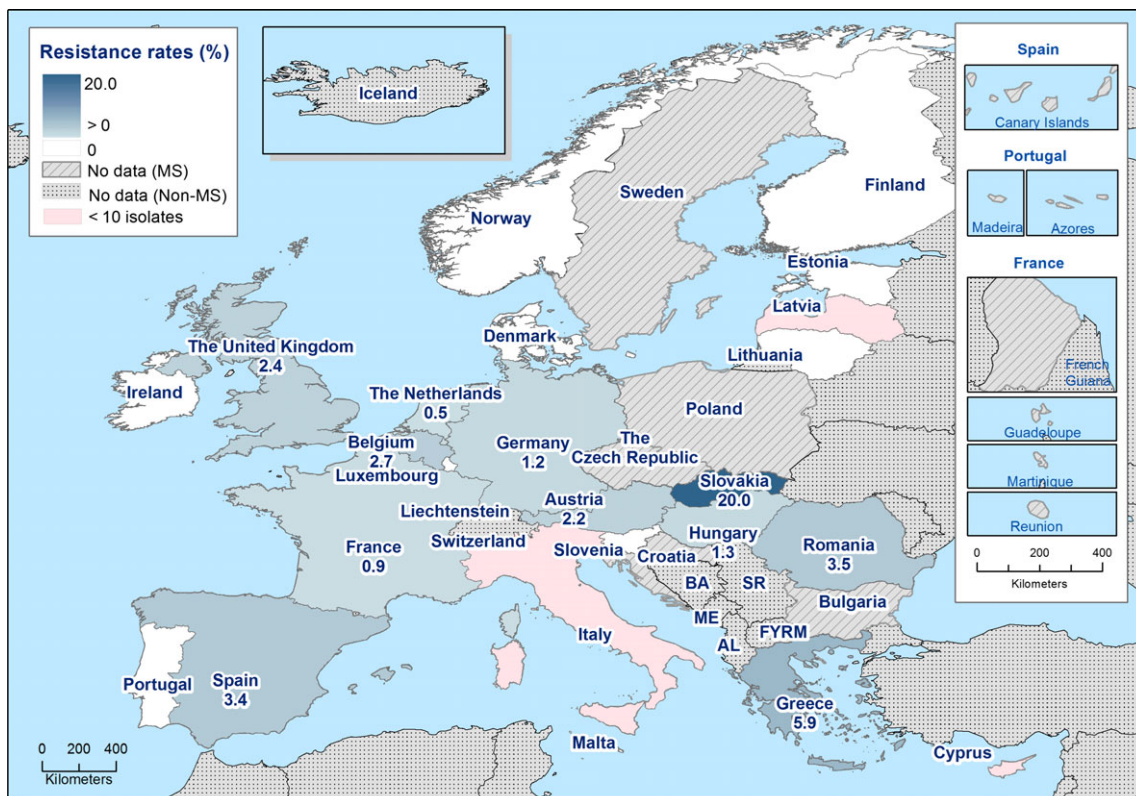 Resistance rates (%)
20.0
> 0
0
No data (MS)
No data (Non-MS)
< 10 isolates
Iceland
Norway
Sweden
Finland
Estonia
Latvia
Lithuania
Denmark
The United Kingdom
2.4
Ireland
The Netherlands
0.5
Belgium
2.7
Luxembourg
Germany
1.2
Poland
The
Czech Republic
Slovakia
20.0
Austria
2.2
Liechtenstein
Switzerland
France
0.9
Slovenia
Croatia
Hungary
1.3
Romania
3.5
BA
SR
ME
Bulgaria
FYRM
AL
Italy
Portugal
Spain
3.4
Greece
5.9
Malta
Cyprus
0 200 400
Kilometers
Spain
Canary Islands
Portugal
Madeira
Azores
France
French
Guiana
Guadeloupe
Martinique
Reunion
0 200 400
Kilometers